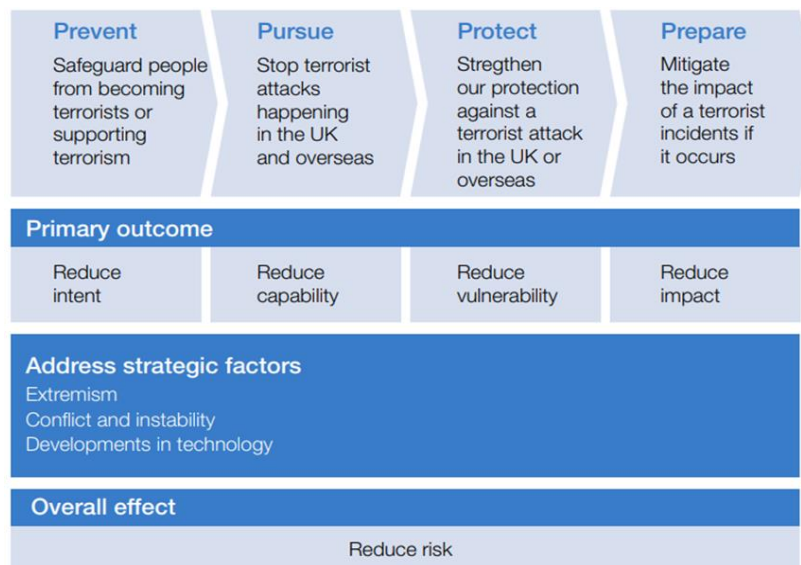 Prevent
Safeguard people
from becoming
terrorists or
supporting
terrorism
Pursue
Stop terrorist
attacks
happening
in the UK
and overseas
Protect
Stregthen
our protection
against a
terrorist attack
in the UK or
overseas
Prepare
Mitigate
the impact
of a terrorist
incidents if
it occurs
Primary outcome
Reduce
intent
Reduce
capability
Reduce
vulnerability
Reduce
impact
Address strategic factors
Extremism
Conflict and instability
Developments in technology
Overall effect
Reduce risk